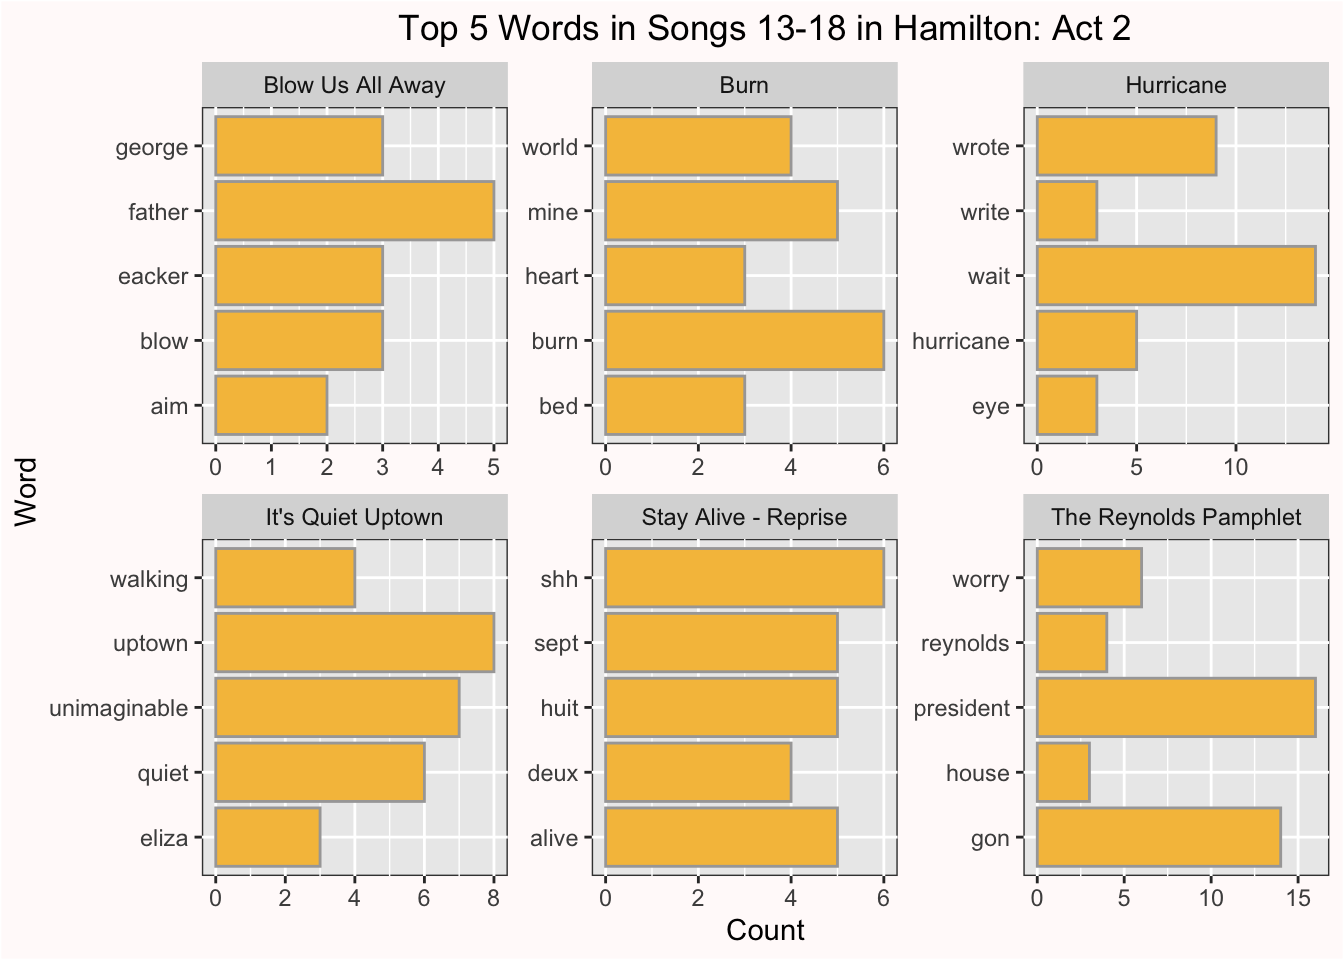 Top 5 Words in Songs 13-18 in Hamilton: Act 2
Blow Us All Away
george
father
eacker
blow
aim
0 1 2 3 4 5
Burn
world
mine
heart
burn
bed
0 2 4 6
Hurricane
wrote
write
wait
hurricane
eye
0 5 10
Word
It's Quiet Uptown
walking
uptown
unimaginable
quiet
eliza
0 2 4 6 8
Stay Alive - Reprise
shh
sept
huit
deux
alive
0 2 4 6
The Reynolds Pamphlet
worry
reynolds
president
house
gon
0 5 10 15
Count